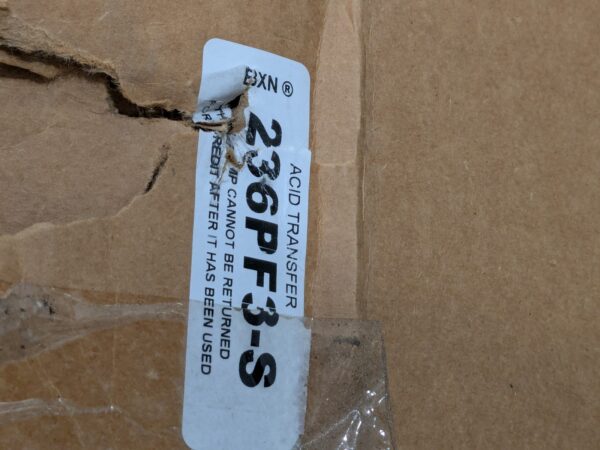 BXN ®
ACID TRANSFER
236PF3-S
CANNOT BE RETURNED
AFTER IT HAS BEEN USED